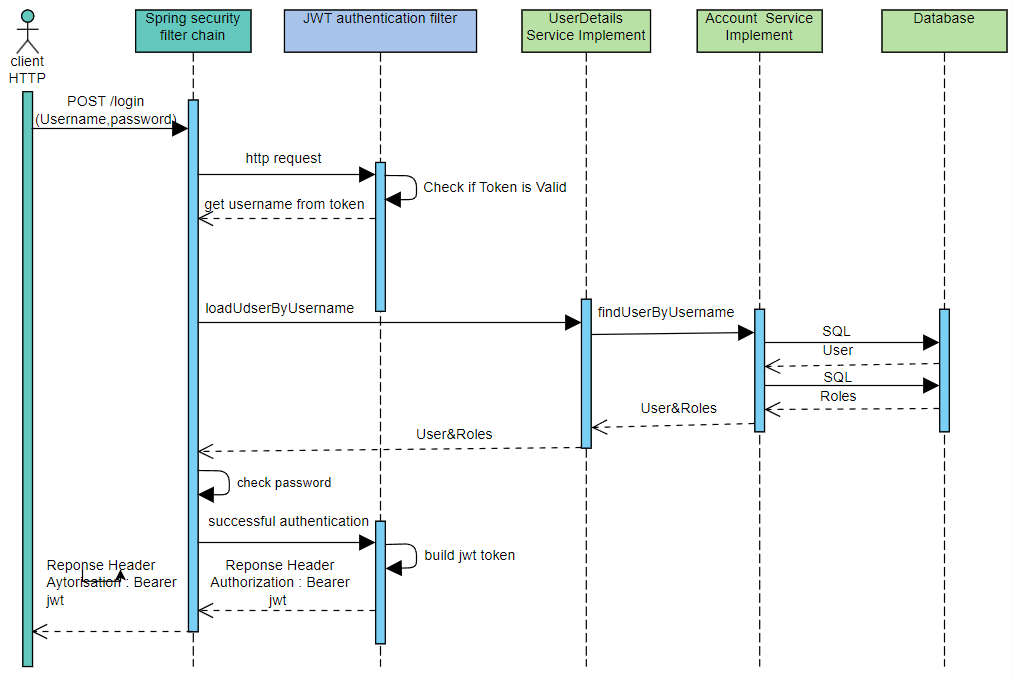 Spring security
filter chain
JWT authentication filter
UserDetails
Service Implement
Account  Service
Implement
Database
client
HTTP
POST /login
(Username,password)
http request
Check if Token is Valid
get username from token
loadUdserByUsername
findUserByUsername
SQL
User
SQL
Roles
User&Roles
User&Roles
check password
successful authentication
build jwt token
Reponse Header
Aytorisation : Bearer
jwt
Reponse Header
Authorization : Bearer
jwt